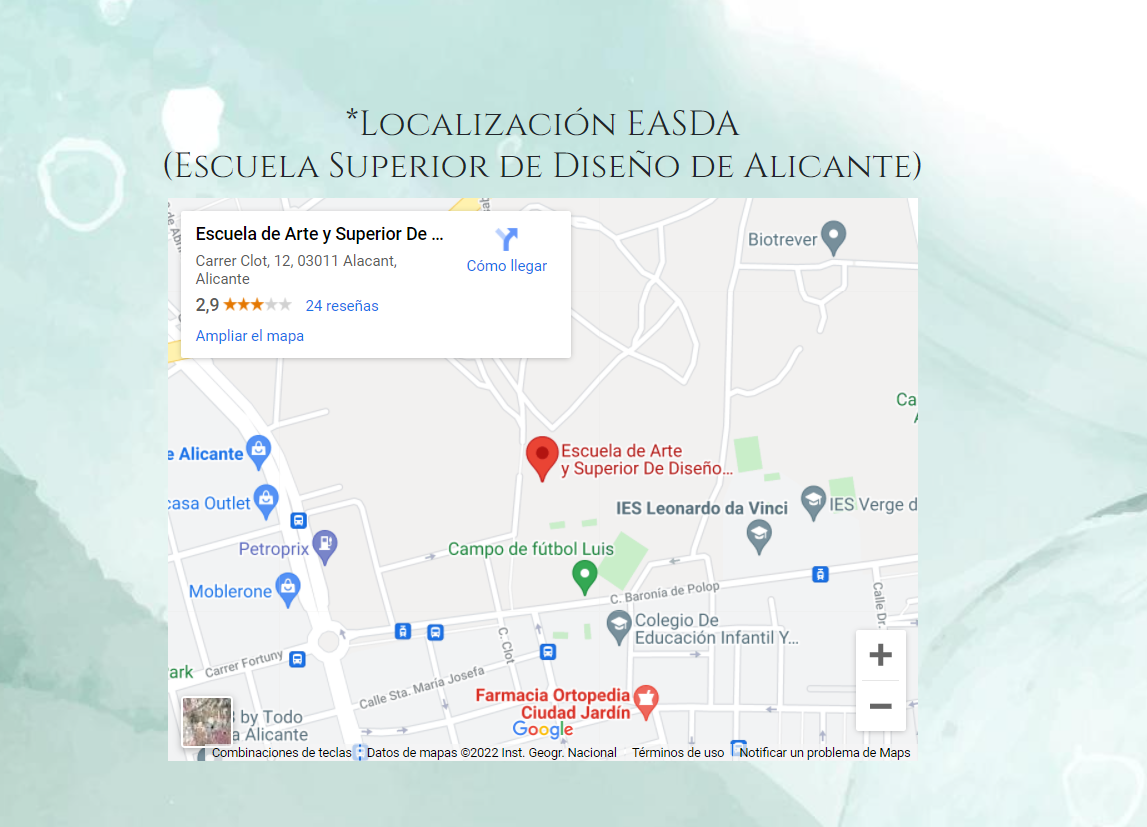 *Localización EASDA
(Escuela Superior de Diseño de Alicante)
Escuela de Arte y Superior De ...
Cómo llegar
Carrer Clot, 12, 03011 Alacant,
Alicante
2,9
24 reseñas
Ampliar el mapa
Biotrever
Ca
e Alicante
Escuela de Arte
y Superior De Diseño...
casa Outlet
IES Leonardo da Vinci
IES Verge d
Petroprix
Campo de fútbol Luis
Moblerone
C. Baronia de Polop
Calle Dr.
Colegio De
Educación Infantil Y...
C. Clot
Carrer Fortuny
ark
Calle Sta. María Josefa
Farmacia Ortopedia
Ciudad Jardín
by Todo
a Alicante
Google
Combinaciones de teclas
Datos de mapas ©2022 Inst. Geogr. Nacional
Términos de uso
Notificar un problema de Maps